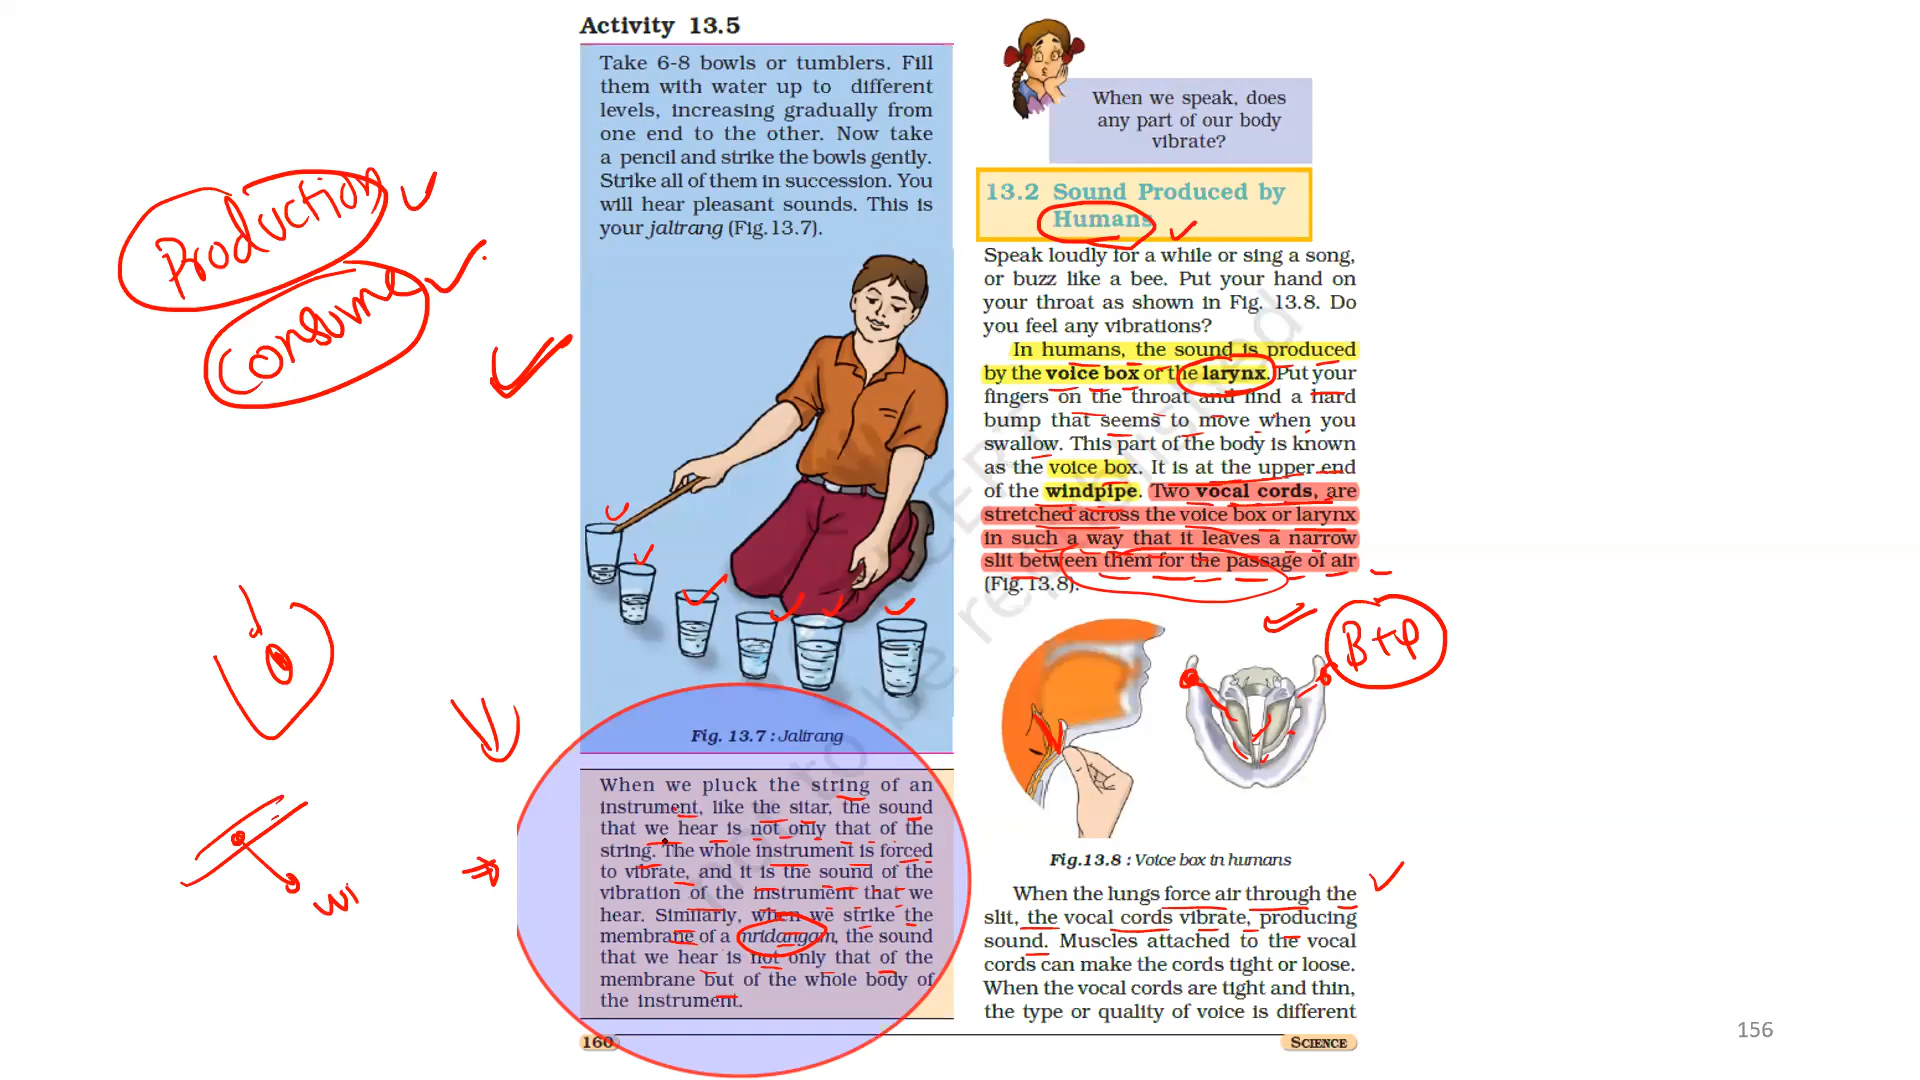 Activity 13.5
Take 6-8 bowls or tumblers. Fill
them with water up to different
levels, increasing gradually from
one end to the other. Now take
a pencil and strike the bowls gently.
Strike all of them in succession. You
will hear pleasant sounds. This is
your jaltrang (Fig.13.7).
Fig. 13.7 : Jaltrang
When we pluck the string of an
instrument, like the sitar, the sound
that we hear is not only that of the
string. The whole instrument is forced
to vibrate, and it is the sound of the
vibration of the instrument that we
hear. Similarly, when we strike the
membrane of a mridangam, the sound
that we hear is not only that of the
membrane but of the whole body of
the instrument.
160
When we speak, does
any part of our body
vibrate?
13.2 Sound Produced by
Humans
Speak loudly for a while or sing a song,
or buzz like a bee. Put your hand on
your throat as shown in Fig. 13.8. Do
you feel any vibrations?
In humans, the sound is produced
by the voice box or the larynx. Put your
fingers on the throat and find a hard
bump that seems to move when you
swallow. This part of the body is known
as the voice box. It is at the upper end
of the windpipe. Two vocal cords, are
stretched across the voice box or larynx
in such a way that it leaves a narrow
slit between them for the passage of air
(Fig.13.8).
Fig.13.8 : Voice box in humans
When the lungs force air through the
slit, the vocal cords vibrate, producing
sound. Muscles attached to the vocal
cords can make the cords tight or loose.
When the vocal cords are tight and thin,
the type or quality of voice is different
SCIENCE
Production
Consume
156